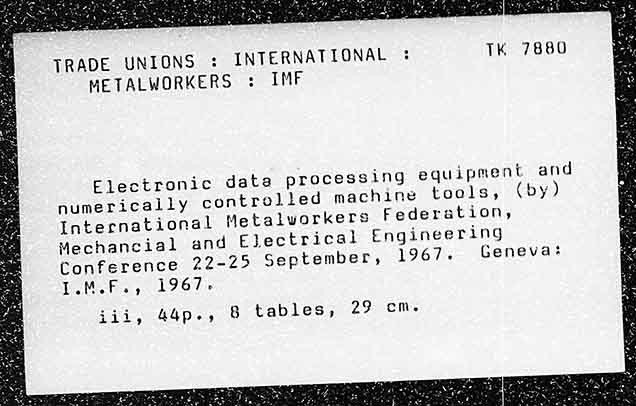 TRADE UNIONS : INTERNATIONAL : TK 7880
METALWORKERS : IMF
Electronic data processing equipment and
numerically controlled machine tools, (by)
International Metalworkers Federation,
Mechancial and Electrical Engineering
Conference 22-25 September, 1967. Geneva:
I.M.F., 1967.
iii, 44p., 8 tables, 29 cm.